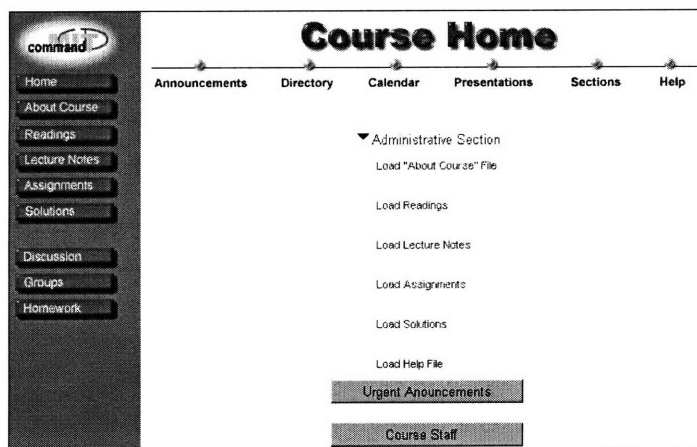 command
Course Home
Announcements Directory Calendar Presentations Sections Help
Home
About Course
Readings
Lecture Notes
Assignments
Solutions
Discussion
Groups
Homework
Administrative Section
Load "About Course" File
Load Readings
Load Lecture Notes
Load Assignments
Load Solutions
Load Help File
Urgent Anouncements
Course Staff